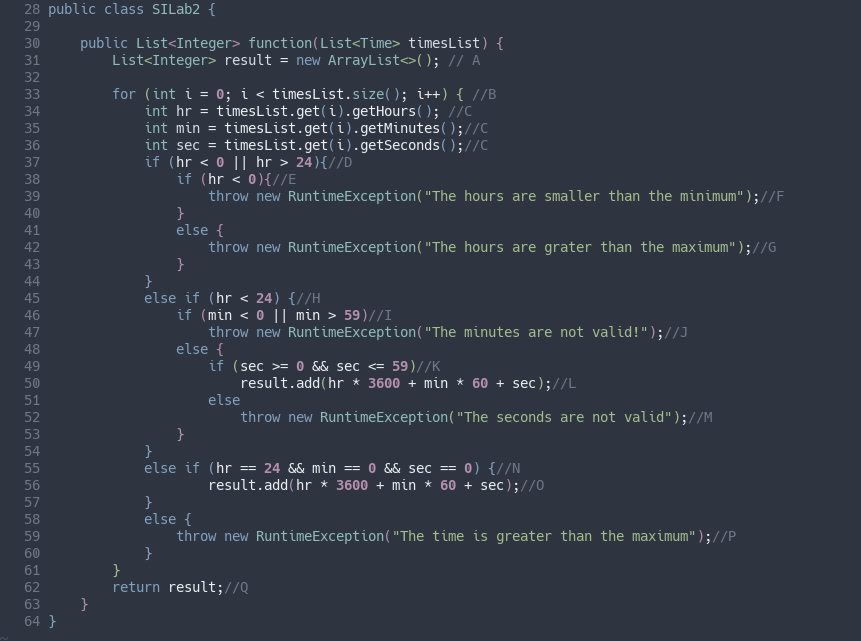 28 public class SILab2 {
29
30     public List<Integer> function(List<Time> timesList) {
31         List<Integer> result = new ArrayList<>(); // A
32
33         for (int i = 0; i < timesList.size(); i++) { //B
34             int hr = timesList.get(i).getHours(); //C
35             int min = timesList.get(i).getMinutes();//C
36             int sec = timesList.get(i).getSeconds();//C
37             if (hr < 0 || hr > 24){//D
38                 if (hr < 0){//E
39                     throw new RuntimeException("The hours are smaller than the minimum");//F
40                 }
41                 else {
42                     throw new RuntimeException("The hours are grater than the maximum");//G
43                 }
44             }
45             else if (hr < 24) {//H
46                 if (min < 0 || min > 59)//I
47                     throw new RuntimeException("The minutes are not valid!");//J
48                 else {
49                     if (sec >= 0 && sec <= 59)//K
50                         result.add(hr * 3600 + min * 60 + sec);//L
51                     else
52                         throw new RuntimeException("The seconds are not valid");//M
53                 }
54             }
55             else if (hr == 24 && min == 0 && sec == 0) {//N
56                     result.add(hr * 3600 + min * 60 + sec);//O
57             }
58             else {
59                 throw new RuntimeException("The time is greater than the maximum");//P
60             }
61         }
62         return result;//Q
63     }
64 }
~